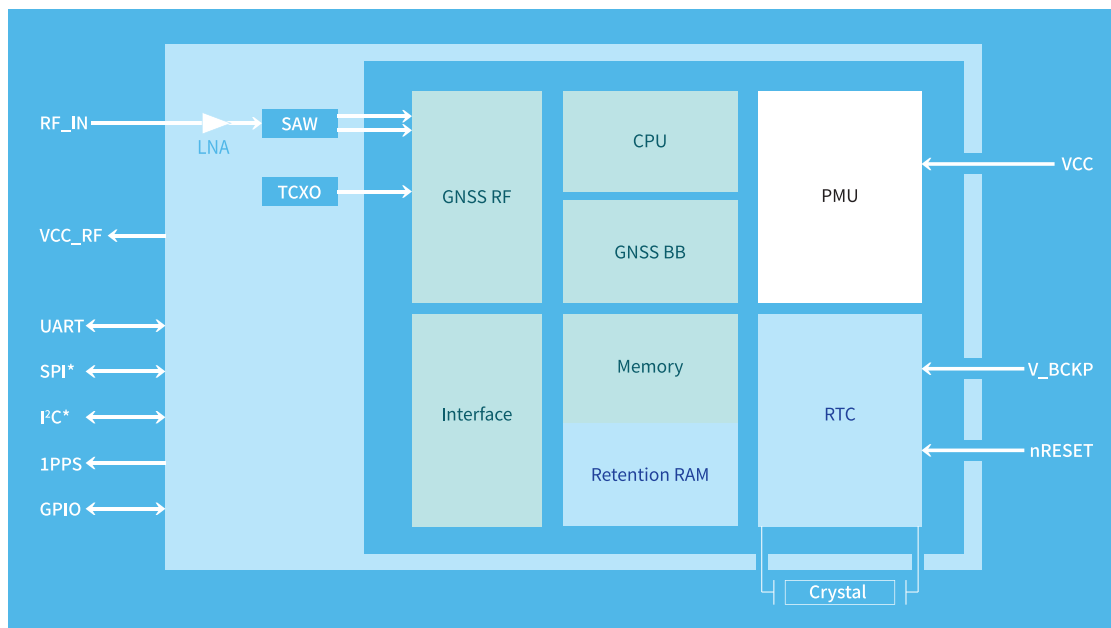 RF_IN
LNA
SAW
TCXO
VCC_RF
UART
SPI*
I²C*
1PPS
GPIO
GNSS RF
CPU
GNSS BB
PMU
Interface
Memory
Retention RAM
RTC
VCC
V_BCKP
nRESET
Crystal